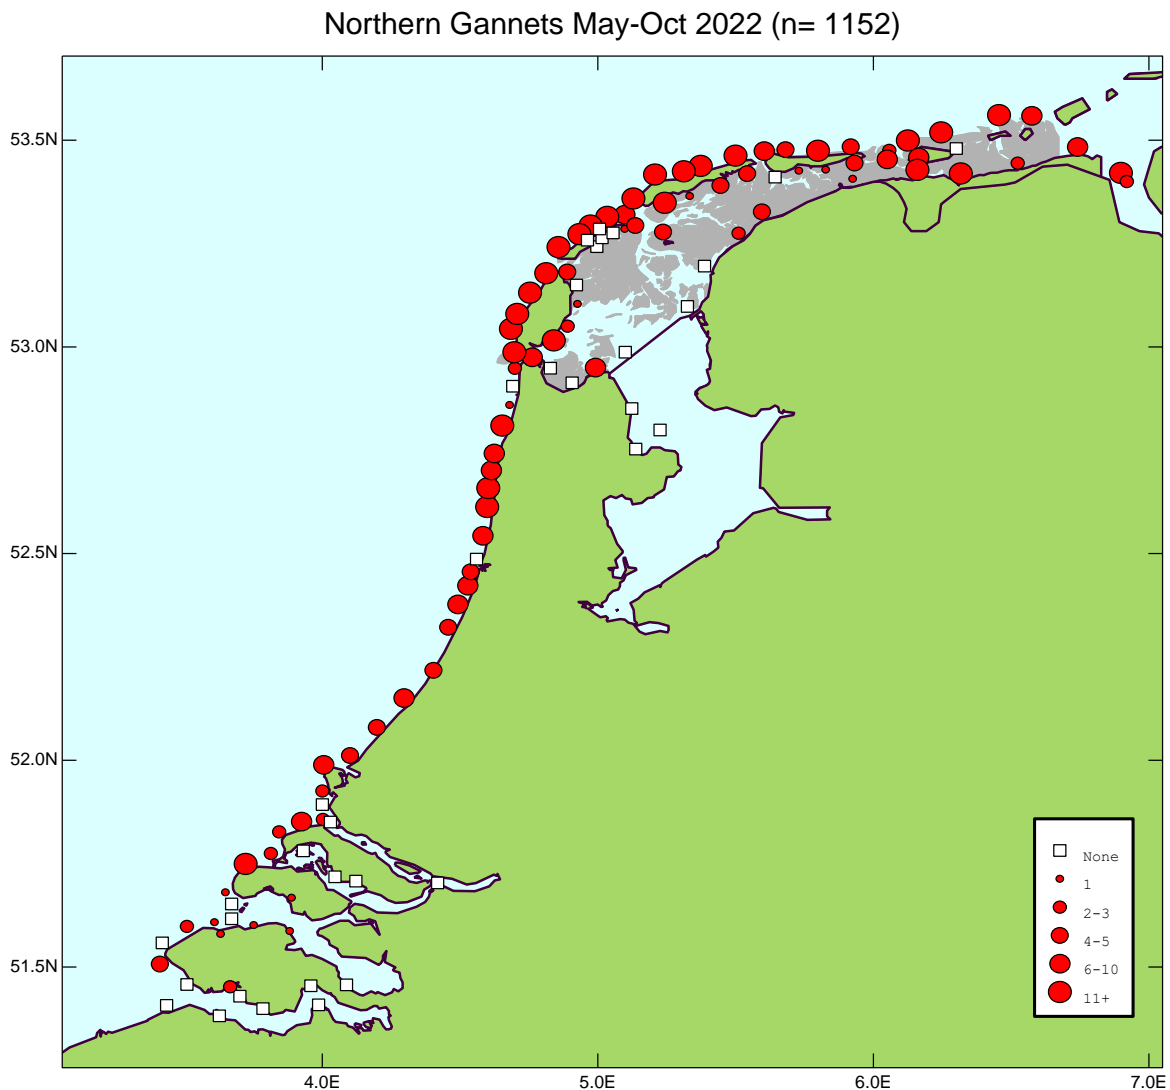 Northern Gannets May-Oct 2022 (n= 1152)
53.5N
53.0N
52.5N
52.0N
51.5N
None
1
2-3
4-5
6-10
11+
4.0E
5.0E
6.0E
7.0E